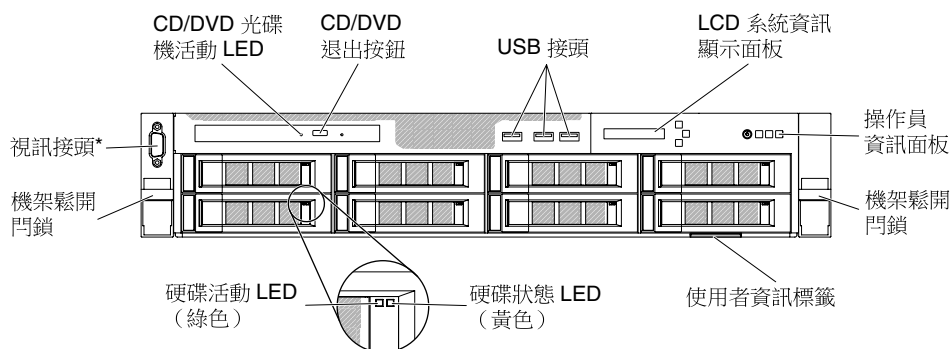 CD/DVD 光碟
機活動 LED
CD/DVD
退出按鈕
USB 接頭
LCD 系統資訊
顯示面板
視訊接頭*
操作員
資訊面板
機架鬆開
閂鎖
機架鬆開
閂鎖
硬碟活動 LED
（綠色）
硬碟狀態 LED
（黃色）
使用者資訊標籤